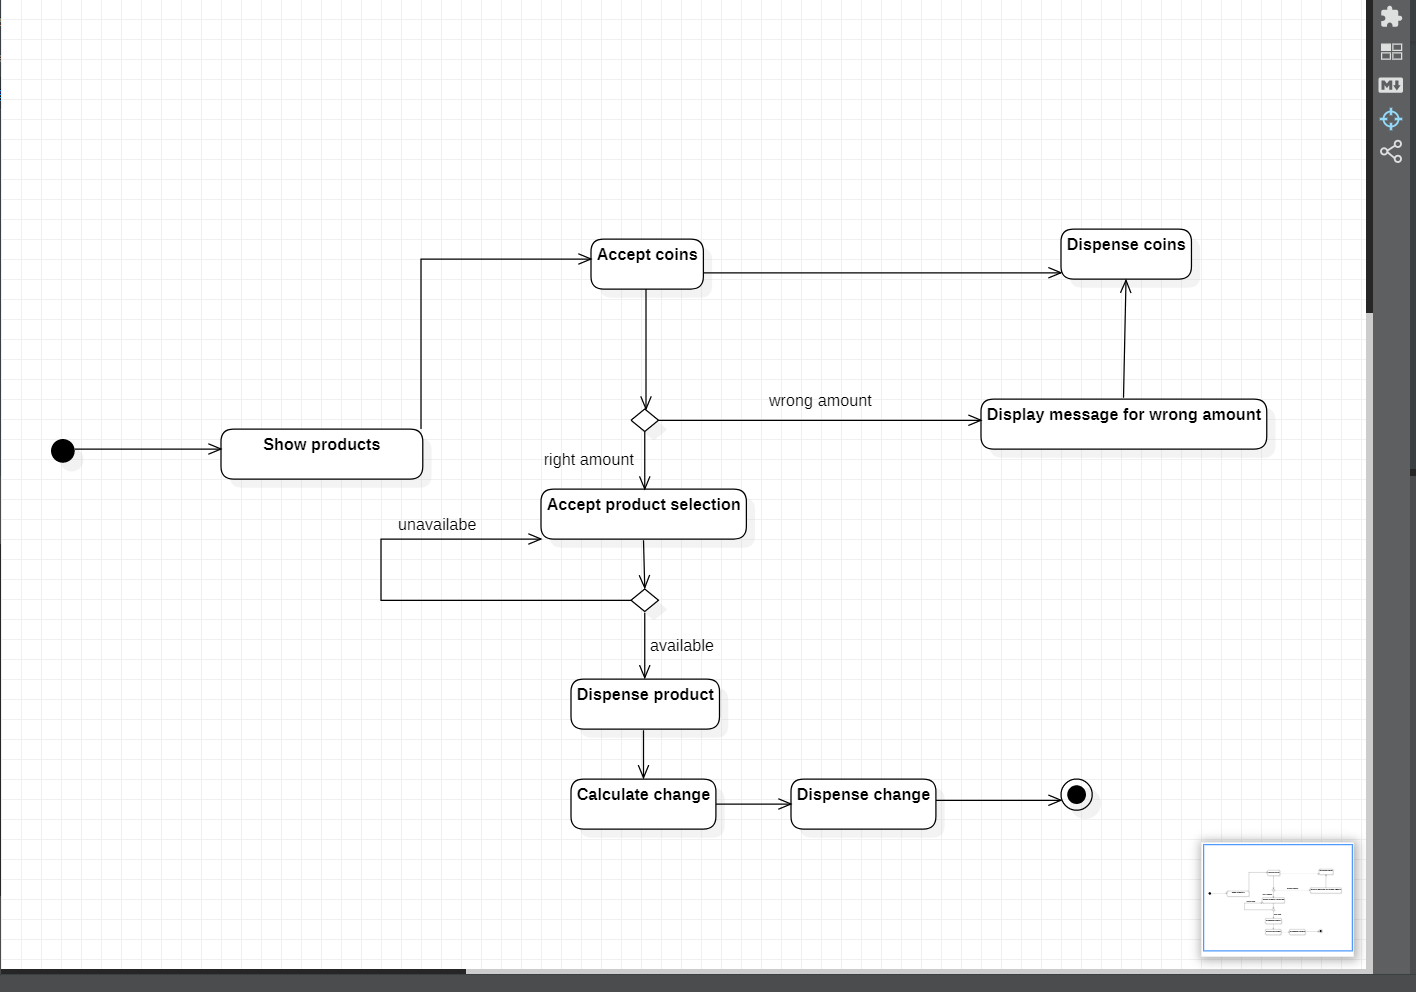 Accept coins
Dispense coins
wrong amount
Display message for wrong amount
Show products
right amount
Accept product selection
unavailabe
available
Dispense product
Calculate change
Dispense change